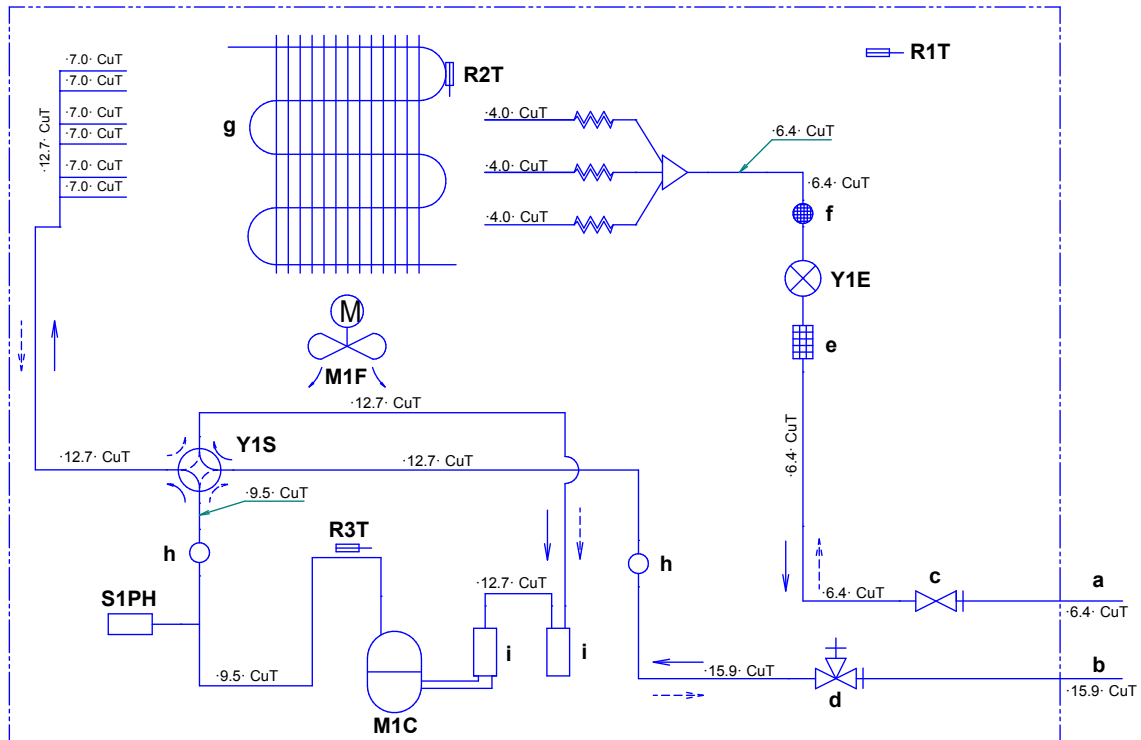 ·7.0· CuT
·7.0· CuT
·7.0· CuT
·7.0· CuT
·7.0· CuT
·7.0· CuT
·12.7· CuT
g
R2T
R1T
·4.0· CuT
·4.0· CuT
·4.0· CuT
·6.4· CuT
·6.4· CuT
f
Y1E
e
M
M1F
·12.7· CuT
Y1S
·12.7· CuT
·12.7· CuT
·6.4· CuT
·9.5· CuT
R3T
h
h
S1PH
·12.7· CuT
c
a
·6.4· CuT
·6.4· CuT
i
i
·9.5· CuT
M1C
·15.9· CuT
d
b
·15.9· CuT